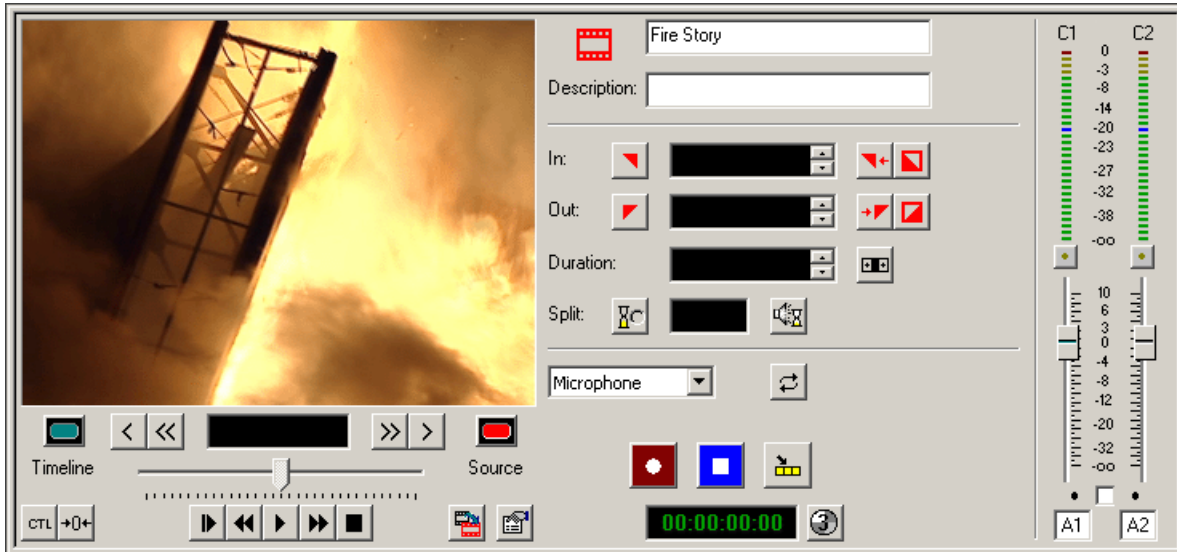 Fire Story
Description:
In:
Out:
Duration:
Split:
Microphone
Timeline
Source
CTL
→0←
00:00:00:00
3
C1
C2
0
-3
-8
-14
-20
-23
-27
-32
-38
-oo
10
6
3
0
-4
-8
-12
-20
-32
-oo
A1
A2